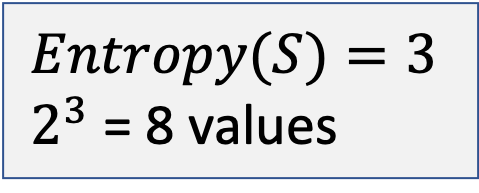 Entropy(S) = 3
2³ = 8 values